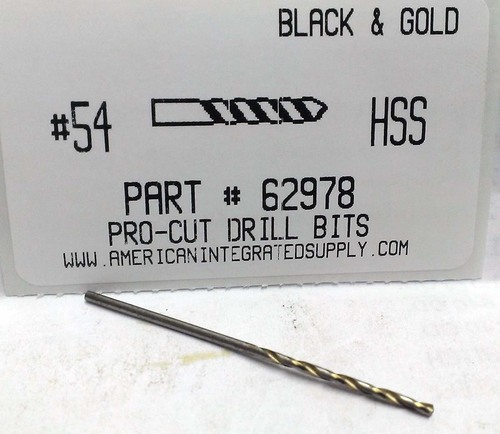 BLACK & GOLD
#54
HSS
PART # 62978
PRO-CUT DRILL BITS
WWW.AMERICANINTEGRATEDSUPPLY.COM